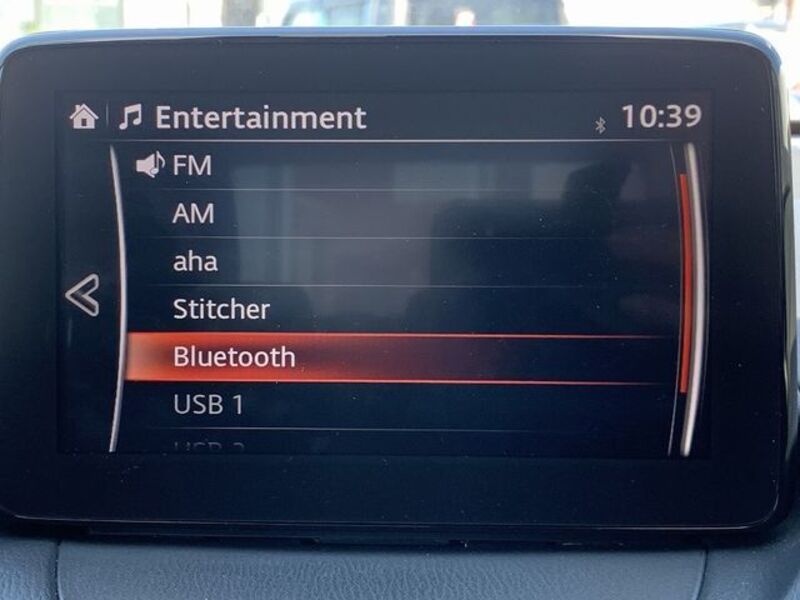 Entertainment 10:39
FM
AM
aha
Stitcher
Bluetooth
USB 1